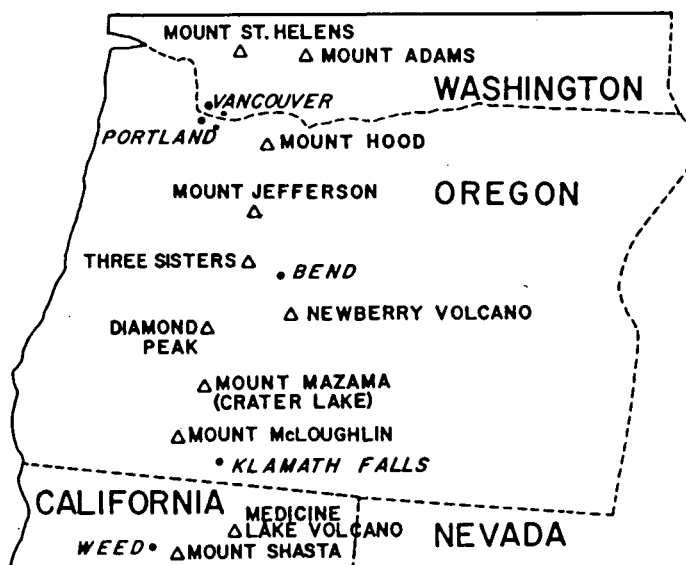 MOUNT ST. HELENS
MOUNT ADAMS
WASHINGTON
VANCOUVER
PORTLAND
MOUNT HOOD
MOUNT JEFFERSON
OREGON
THREE SISTERS
BEND
NEWBERRY VOLCANO
DIAMOND
PEAK
MOUNT MAZAMA
(CRATER LAKE)
MOUNT McLOUGHLIN
KLAMATH FALLS
CALIFORNIA
MEDICINE
LAKE VOLCANO
NEVADA
WEED
MOUNT SHASTA